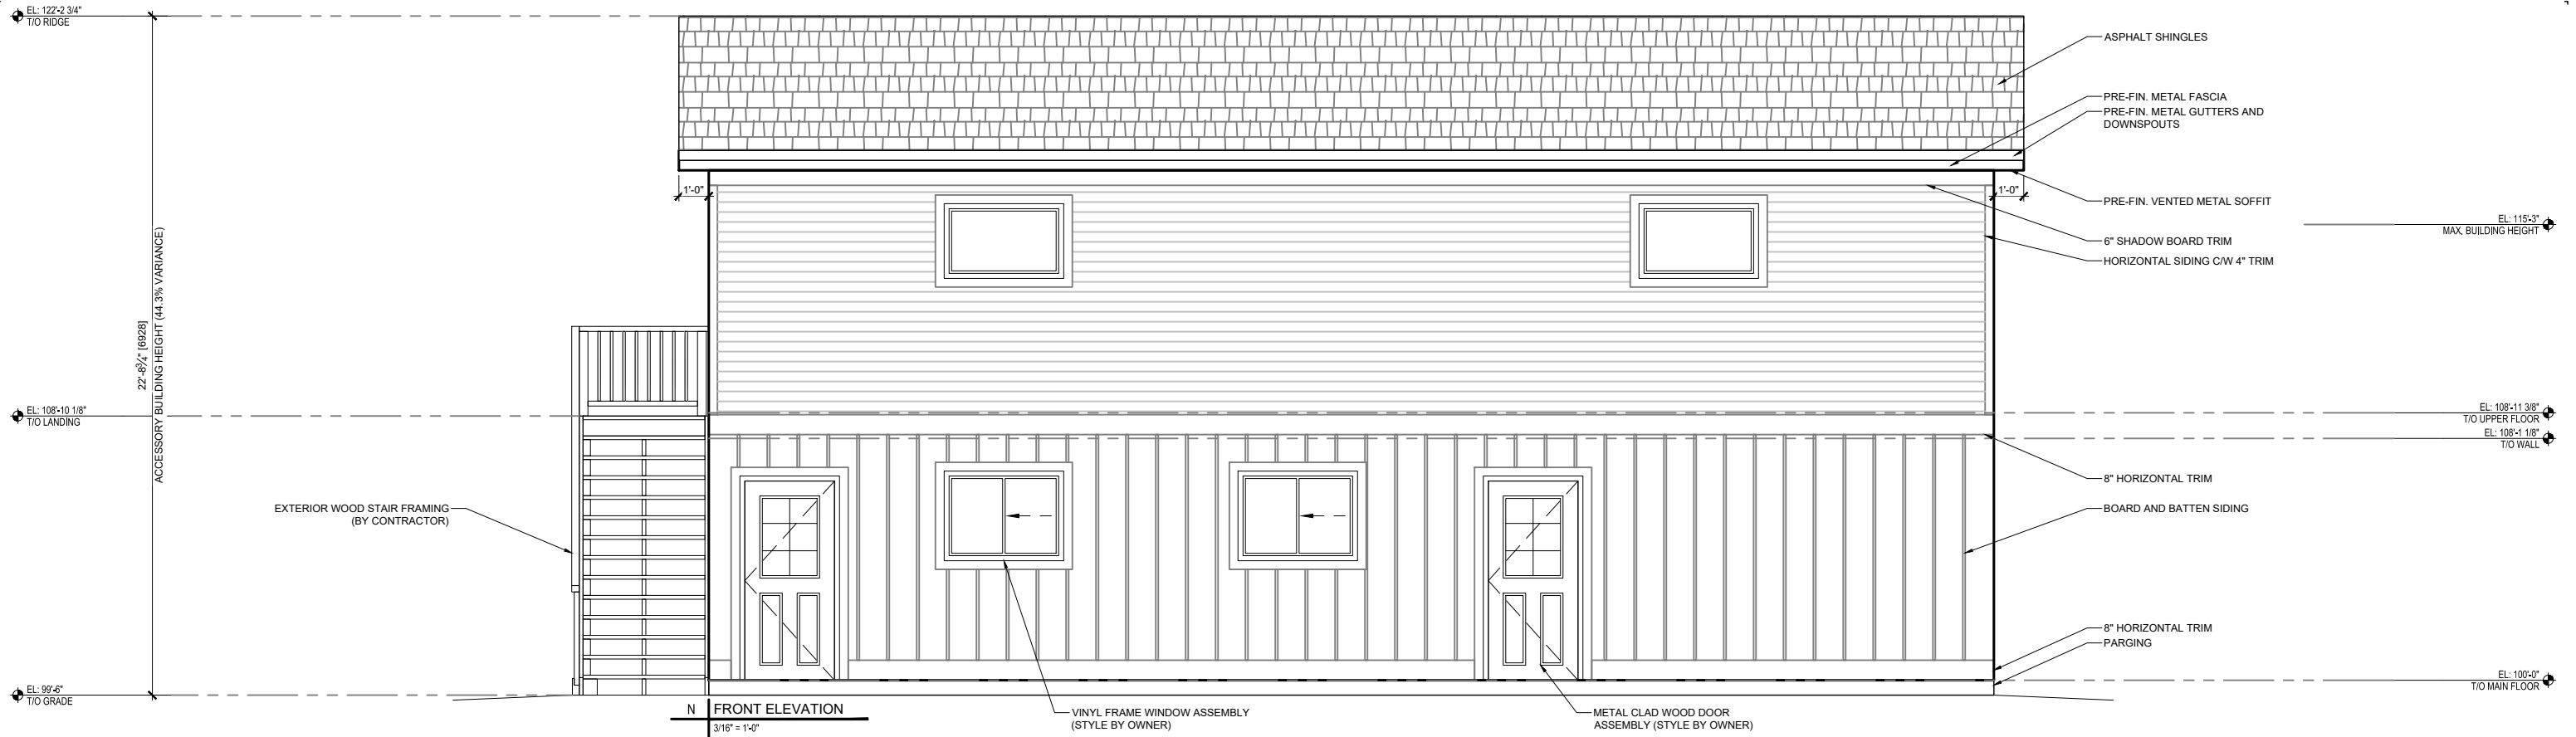 EL: 122'-2 3/4"
T/O RIDGE
ASPHALT SHINGLES
PRE-FIN. METAL FASCIA
PRE-FIN. METAL GUTTERS AND
DOWNSPOUTS
1'-0"
1'-0"
PRE-FIN. VENTED METAL SOFFIT
EL: 115'-3"
MAX. BUILDING HEIGHT
6" SHADOW BOARD TRIM
HORIZONTAL SIDING C/W 4" TRIM
22'-8¾" [6928]
ACCESSORY BUILDING HEIGHT (44.3% VARIANCE)
EL: 108'-10 1/8"
T/O LANDING
EL: 108'-11 3/8"
T/O UPPER FLOOR
EL: 108'-1 1/8"
T/O WALL
8" HORIZONTAL TRIM
EXTERIOR WOOD STAIR FRAMING
(BY CONTRACTOR)
BOARD AND BATTEN SIDING
8" HORIZONTAL TRIM
PARGING
EL: 99'-6"
T/O GRADE
EL: 100'-0"
T/O MAIN FLOOR
N FRONT ELEVATION
3/16" = 1'-0"
VINYL FRAME WINDOW ASSEMBLY
(STYLE BY OWNER)
METAL CLAD WOOD DOOR
ASSEMBLY (STYLE BY OWNER)